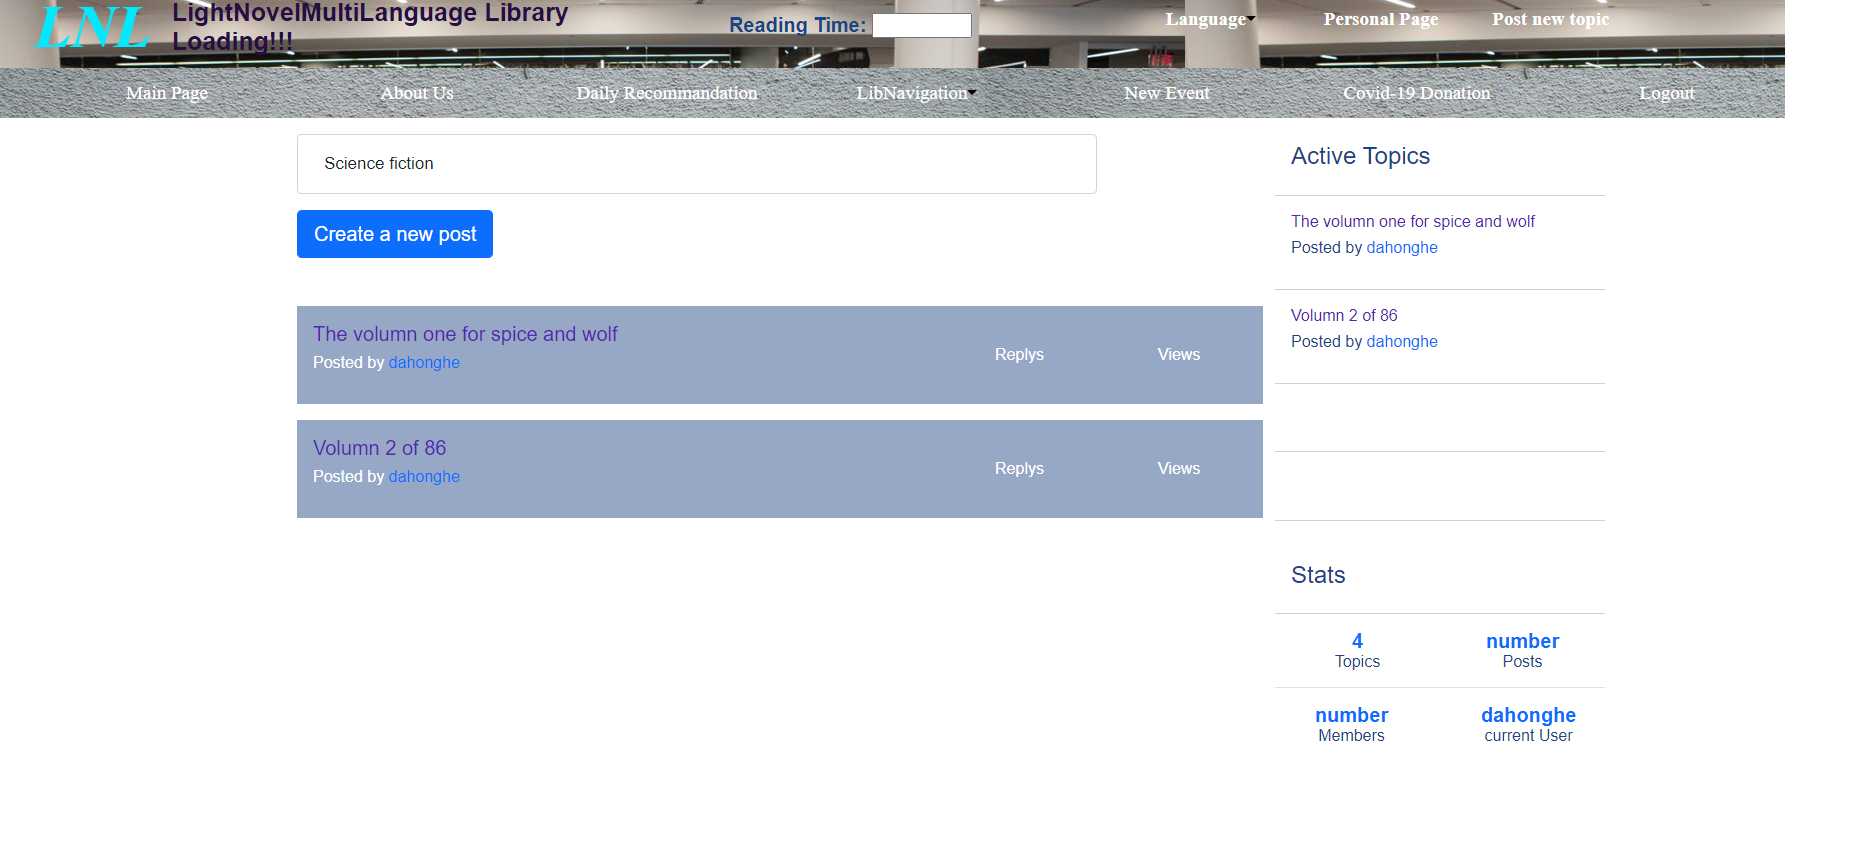 LNL
LightNovelMultiLanguage Library
Loading!!!
Reading Time:
Language
Personal Page
Post new topic
Main Page
About Us
Daily Recommandation
LibNavigation
New Event
Covid-19 Donation
Logout
Science fiction
Create a new post
The volumn one for spice and wolf
Posted by dahonghe
Replys
Views
Volumn 2 of 86
Posted by dahonghe
Replys
Views
Active Topics
The volumn one for spice and wolf
Posted by dahonghe
Volumn 2 of 86
Posted by dahonghe
Stats
4
Topics
number
Posts
number
Members
dahonghe
current User